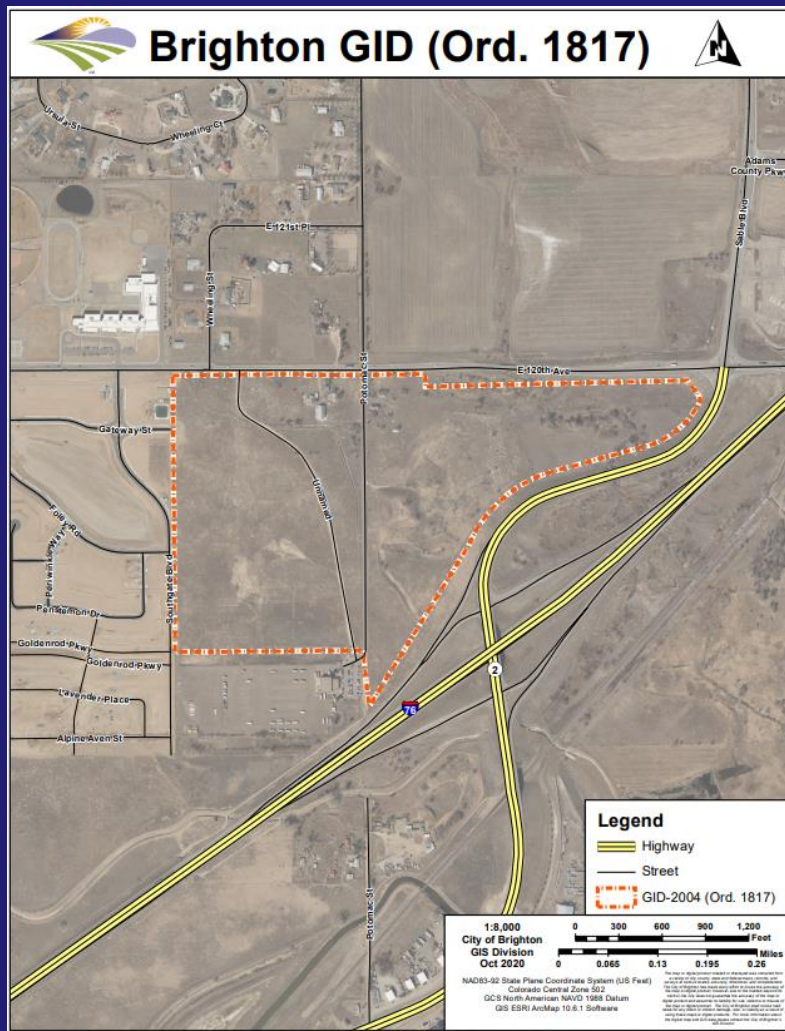 Brighton GID (Ord. 1817)
N
Ursula St
Wheeling Ct
Adams
County Pkwy
Sable Blvd
E 121st Pl
Wheeling St
Potomac St
E 120th Ave
Gateway St
Unnamed
Foley Rd
Periwinkle Way
Southgate Blvd
Penstemon Dr
Goldenrod Pkwy
Goldenrod Pkwy
2
Lavender Place
76
Alpine Aven St
Potomac St
Legend
Highway
Street
GID-2004 (Ord. 1817)
1:8,000
City of Brighton
GIS Division
Oct 2020
0 300 600 900 1,200
Feet
Miles
0 0.065 0.13 0.195 0.26
NAD83-92 State Plane Coordinate System (US Feet)
Colorado Central Zone 502
GCS North American NAVD 1988 Datum
GIS ESRI ArcMap 10.6.1 Software